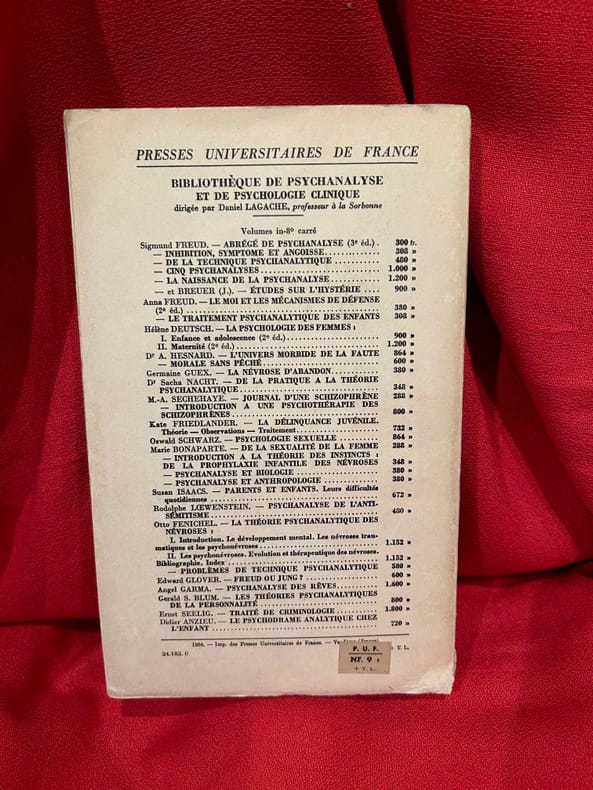 PRESSES UNIVERSITAIRES DE FRANCE
BIBLIOTHÈQUE DE PSYCHANALYSE
ET DE PSYCHOLOGIE CLINIQUE
dirigée par Daniel LAGACHE, professeur à la Sorbonne
Volumes in-8º carré
Sigmund FREUD. — ABRÉGÉ DE PSYCHANALYSE (3e éd.) . 300 fr.
— INHIBITION, SYMPTOME ET ANGOISSE.............. 308 »
— DE LA TECHNIQUE PSYCHANALYTIQUE ........... 480 »
— CINQ PSYCHANALYSES ............................ 1.000 »
— LA NAISSANCE DE LA PSYCHANALYSE ............ 1.200 »
— et BREUER (J.). — ÉTUDES SUR L'HYSTÉRIE .... 900 »
Anna FREUD. — LE MOI ET LES MÉCANISMES DE DÉFENSE
(2e éd.) ........................................ 380 »
— LE TRAITEMENT PSYCHANALYTIQUE DES ENFANTS 308 »
Hélène DEUTSCH. — LA PSYCHOLOGIE DES FEMMES :
I. Enfance et adolescence (2e éd.) ................ 900 »
II. Maternité (2e éd.) ............................ 1.200 »
Dr A. HESNARD. — L'UNIVERS MORBIDE DE LA FAUTE 864 »
— MORALE SANS PÉCHÉ ............................ 600 »
Germaine GUEX. — LA NÉVROSE D'ABANDON......... 380 »
Dr Sacha NACHT. — DE LA PRATIQUE A LA THÉORIE
PSYCHANALYTIQUE................................ 348 »
M.-A. SECHEHAYE. — JOURNAL D'UNE SCHIZOPHRÈNE 288 »
— INTRODUCTION A UNE PSYCHOTHÉRAPIE DES
SCHIZOPHRÈNES.................................. 800 »
Kate FRIEDLANDER. — LA DÉLINQUANCE JUVÉNILE.
Théorie — Observations — Traitement................ 732 »
Oswald SCHWARZ. — PSYCHOLOGIE SEXUELLE ....... 864 »
Marie BONAPARTE. — DE LA SEXUALITÉ DE LA FEMME 288 »
— INTRODUCTION A LA THÉORIE DES INSTINCTS :
DE LA PROPHYLAXIE INFANTILE DES NÉVROSES 348 »
— PSYCHANALYSE ET BIOLOGIE .................... 380 »
— PSYCHANALYSE ET ANTHROPOLOGIE ............. 380 »
Susan ISAACS. — PARENTS ET ENFANTS. Leurs difficultés
quotidiennes ...................................... 672 »
Rodolphe LŒWENSTEIN. — PSYCHANALYSE DE L'ANTI-
SÉMITISME ...................................... 480 »
Otto FENICHEL. — LA THÉORIE PSYCHANALYTIQUE DES
NÉVROSES :
I. Introduction. Le développement mental. Les névroses trau-
matiques et les psychonévroses...................... 1.152 »
II. Les psychonévroses. Evolution et thérapeutique des névroses.
Bibliographie. Index .............................. 1.152 »
— PROBLÈMES DE TECHNIQUE PSYCHANALYTIQUE 580 »
Edward GLOVER. — FREUD OU JUNG ? .............. 600 »
Angel GARMA. — PSYCHANALYSE DES RÊVES........ 1.600 »
Gerald S. BLUM. — LES THÉORIES PSYCHANALYTIQUES
DE LA PERSONNALITÉ ............................ 800 »
Ernst SEELIG. — TRAITÉ DE CRIMINOLOGIE ......... 1.800 »
Didier ANZIEU. — LE PSYCHODRAME ANALYTIQUE CHEZ
L'ENFANT ........................................ 720 »
— Imp. des Presses Universitaires de France. —
+ T. L.
24.182. C
P. U. F.
NF. 9 »
+ T. L.